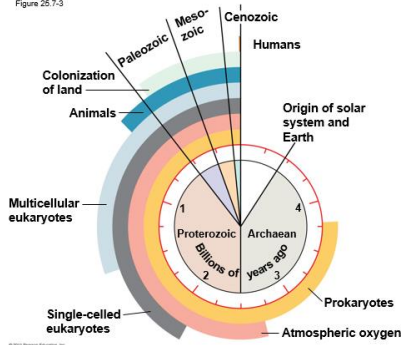 Figure 25.7-3
Meso-
zoic
Cenozoic
Paleozoic
Humans
Colonization
of land
Animals
Origin of solar
system and
Earth
Multicellular
eukaryotes
1
4
Proterozoic
Archaean
Billions of years ago
2
3
Prokaryotes
Single-celled
eukaryotes
Atmospheric oxygen